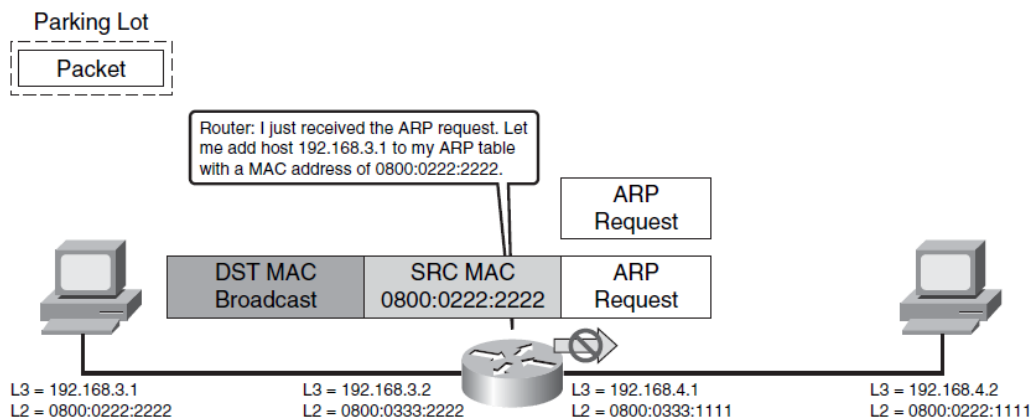 Parking Lot
Packet
Router: I just received the ARP request. Let
me add host 192.168.3.1 to my ARP table
with a MAC address of 0800:0222:2222.
ARP
Request
DST MAC
Broadcast
SRC MAC
0800:0222:2222
ARP
Request
L3 = 192.168.3.1
L2 = 0800:0222:2222
L3 = 192.168.3.2
L2 = 0800:0333:2222
L3 = 192.168.4.1
L2 = 0800:0333:1111
L3 = 192.168.4.2
L2 = 0800:0222:1111